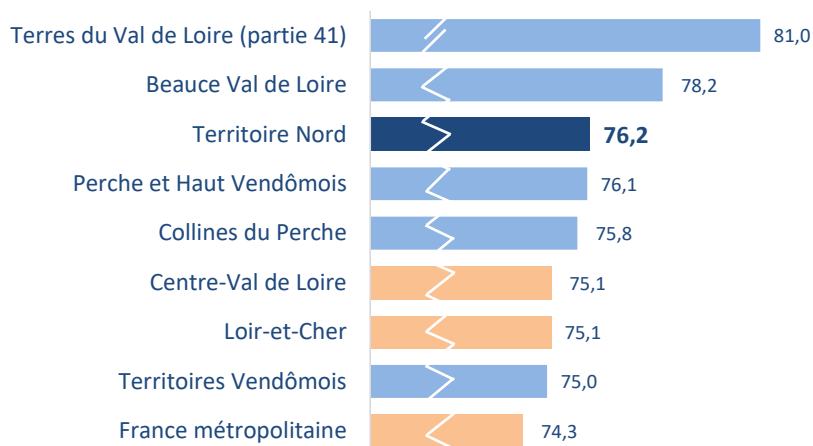 Terres du Val de Loire (partie 41) 81,0
Beauce Val de Loire 78,2
Territoire Nord 76,2
Perche et Haut Vendômois 76,1
Collines du Perche 75,8
Centre-Val de Loire 75,1
Loir-et-Cher 75,1
Territoires Vendômois 75,0
France métropolitaine 74,3